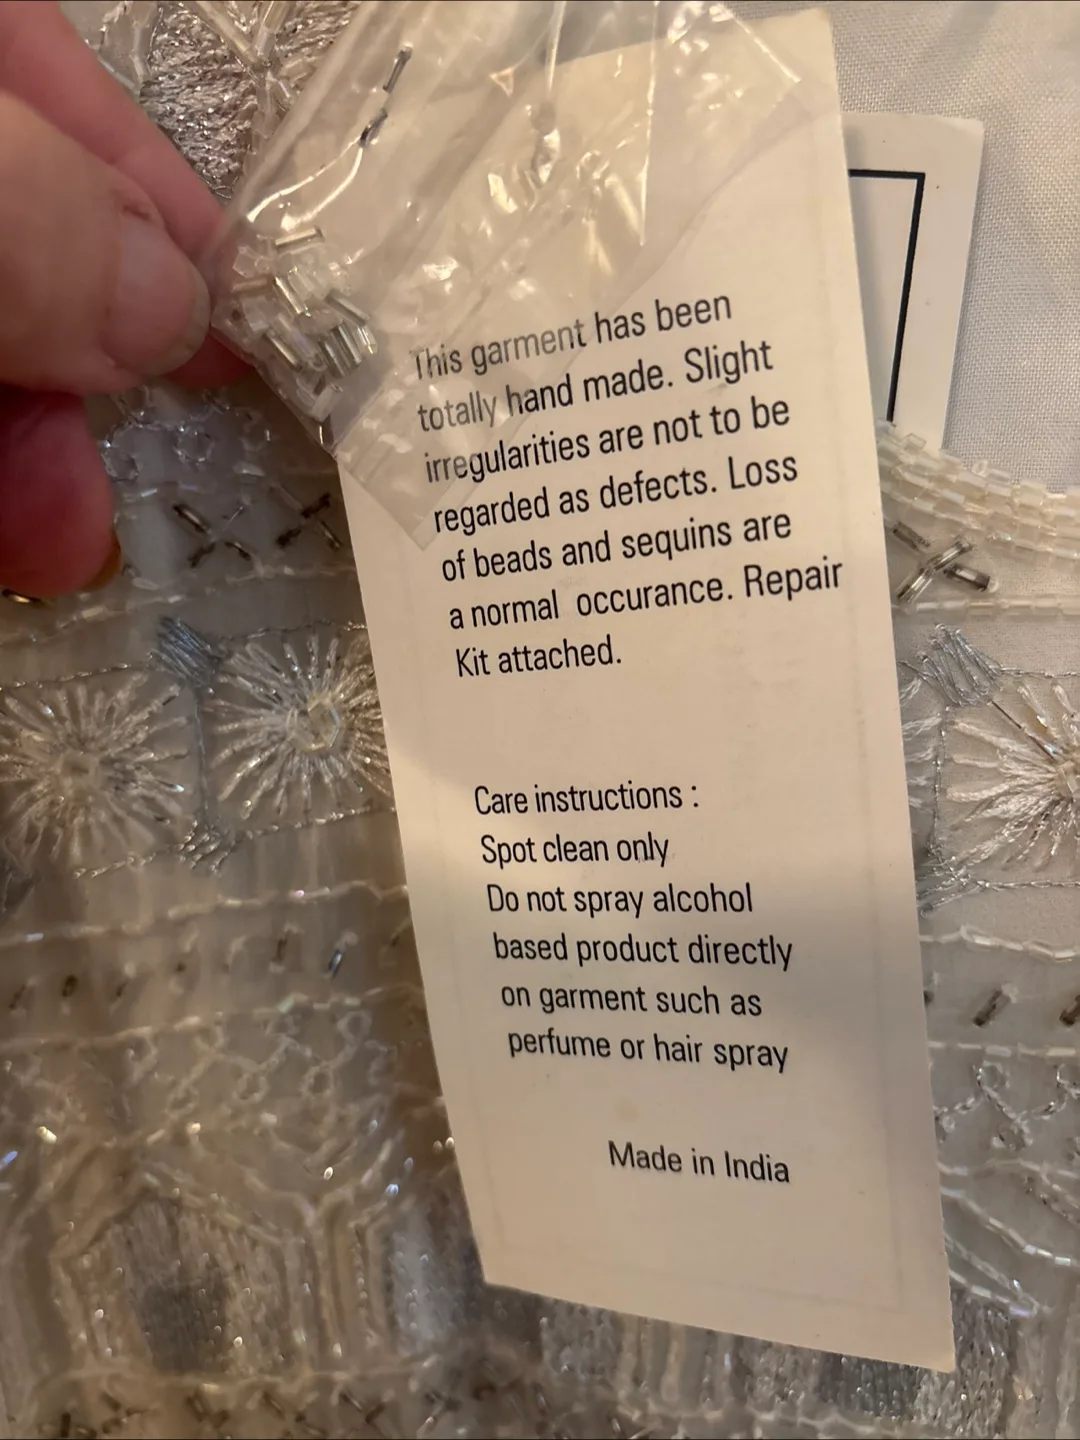 This garment has been
totally hand made. Slight
irregularities are not to be
regarded as defects. Loss
of beads and sequins are
a normal occurance. Repair
Kit attached.
Care instructions :
Spot clean only
Do not spray alcohol
based product directly
on garment such as
perfume or hair spray
Made in India